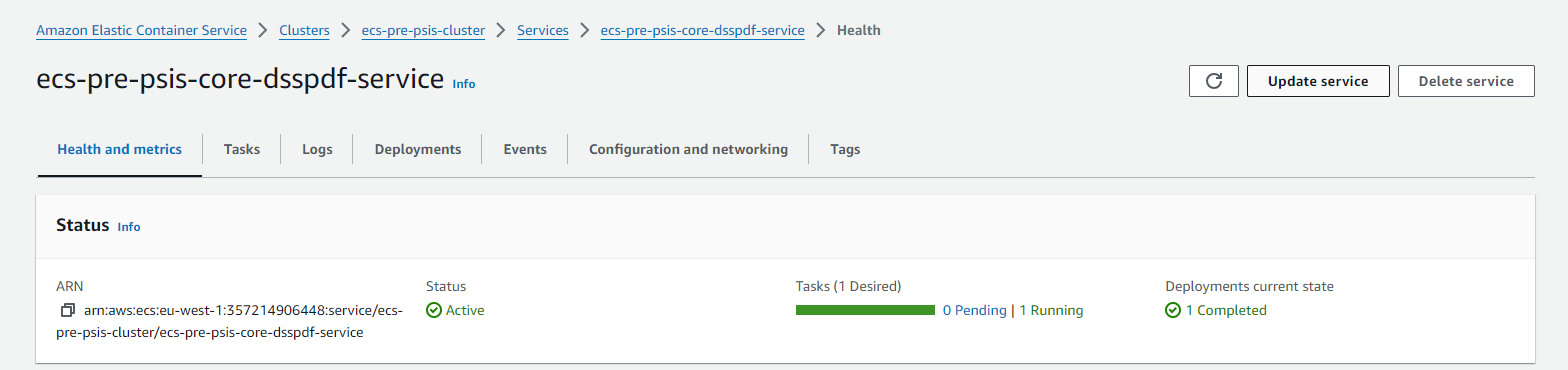 Amazon Elastic Container Service > Clusters > ecs-pre-psis-cluster > Services > ecs-pre-psis-core-dsspdf-service > Health
ecs-pre-psis-core-dsspdf-service Info
Update service Delete service
Health and metrics Tasks Logs Deployments Events Configuration and networking Tags
Status Info
ARN Status Tasks (1 Desired) Deployments current state
arn:aws:ecs:eu-west-1:357214906448:service/ecs- Active 0 Pending | 1 Running 1 Completed
pre-psis-cluster/ecs-pre-psis-core-dsspdf-service